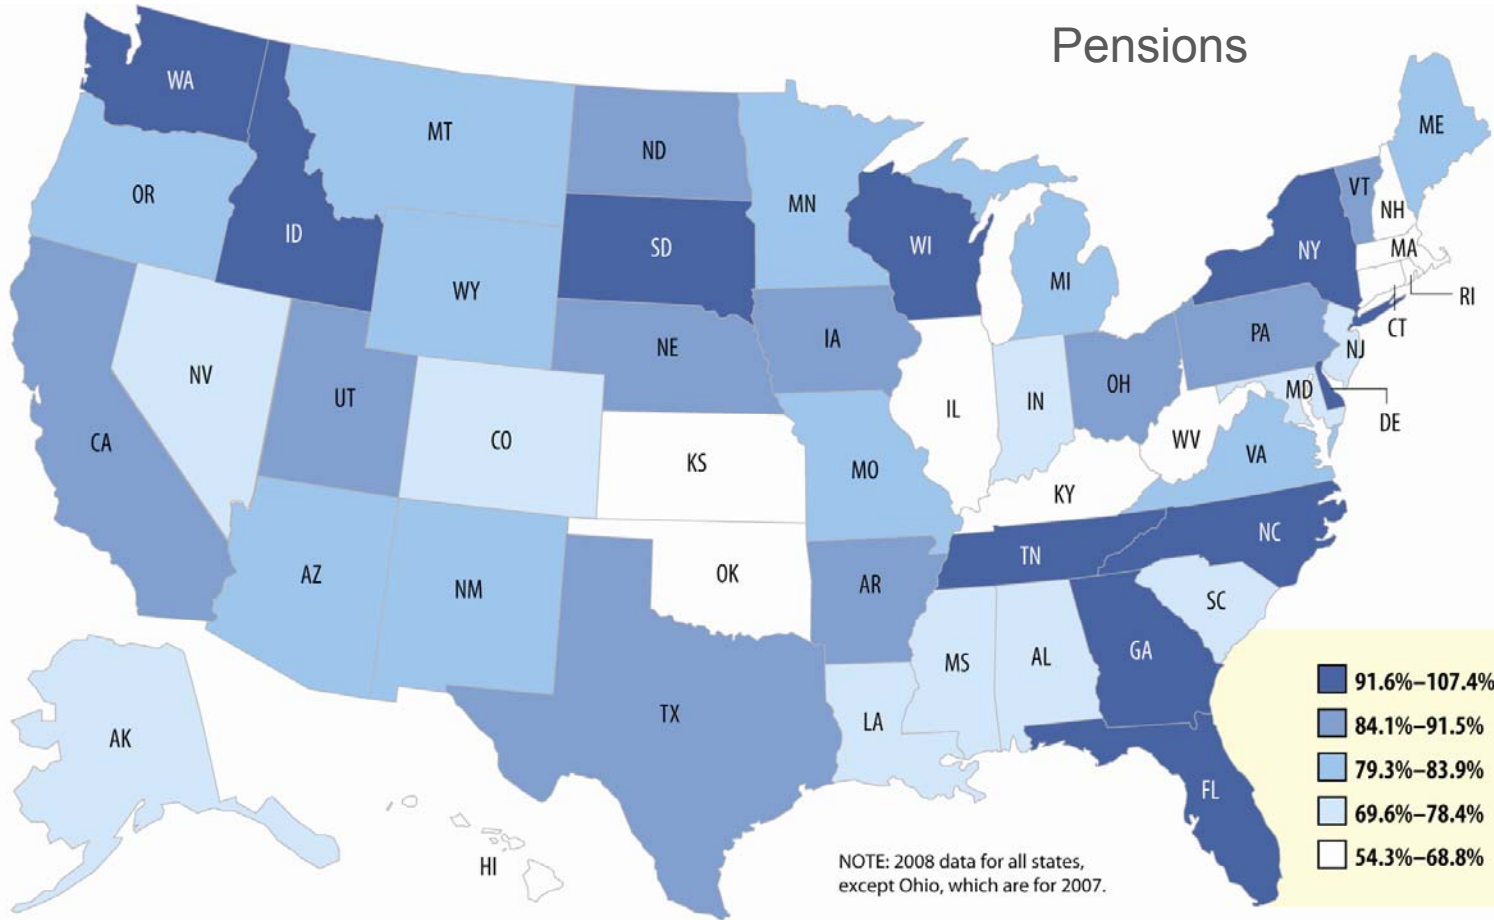 Pensions
WA
MT
ND
ME
OR
ID
SD
MN
WI
VT
NH
NY
MA
WY
MI
RI
CT
NE
IA
PA
NJ
NV
UT
OH
MD
DE
CO
IL
IN
CA
KS
MO
WV
VA
KY
AZ
NM
OK
AR
TN
NC
SC
MS
AL
GA
TX
LA
AK
FL
HI
91.6%–107.4%
84.1%–91.5%
79.3%–83.9%
69.6%–78.4%
54.3%–68.8%
NOTE: 2008 data for all states,
except Ohio, which are for 2007.